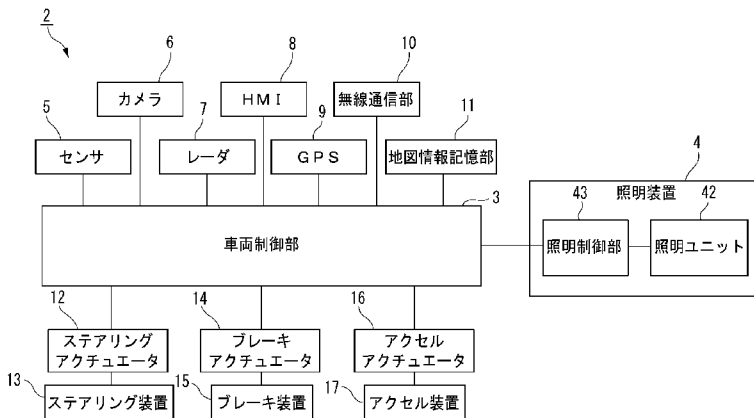 2
6
カメラ
8
HMI
10
無線通信部
5
センサ
7
レーダ
9
GPS
11
地図情報記憶部
3
車両制御部
4
照明装置
43
照明制御部
42
照明ユニット
12
ステアリング
アクチュエータ
14
ブレーキ
アクチュエータ
16
アクセル
アクチュエータ
13
ステアリング装置
15
ブレーキ装置
17
アクセル装置